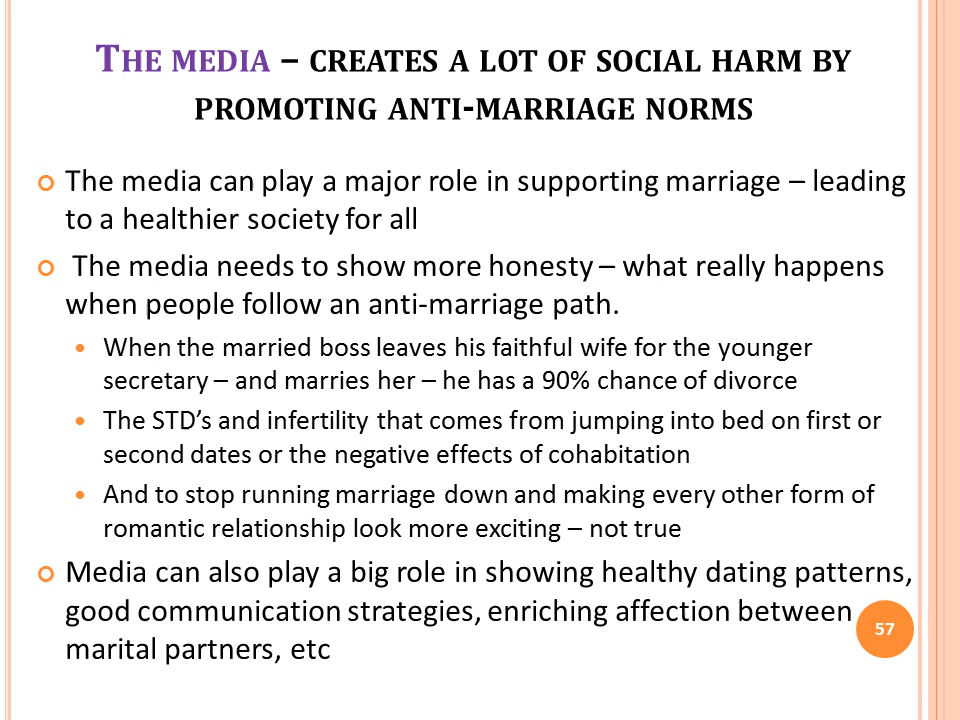 THE MEDIA – CREATES A LOT OF SOCIAL HARM BY
PROMOTING ANTI-MARRIAGE NORMS
The media can play a major role in supporting marriage – leading
to a healthier society for all
The media needs to show more honesty – what really happens
when people follow an anti-marriage path.
When the married boss leaves his faithful wife for the younger
secretary – and marries her – he has a 90% chance of divorce
The STD’s and infertility that comes from jumping into bed on first or
second dates or the negative effects of cohabitation
And to stop running marriage down and making every other form of
romantic relationship look more exciting – not true
Media can also play a big role in showing healthy dating patterns,
good communication strategies, enriching affection between
marital partners, etc
57